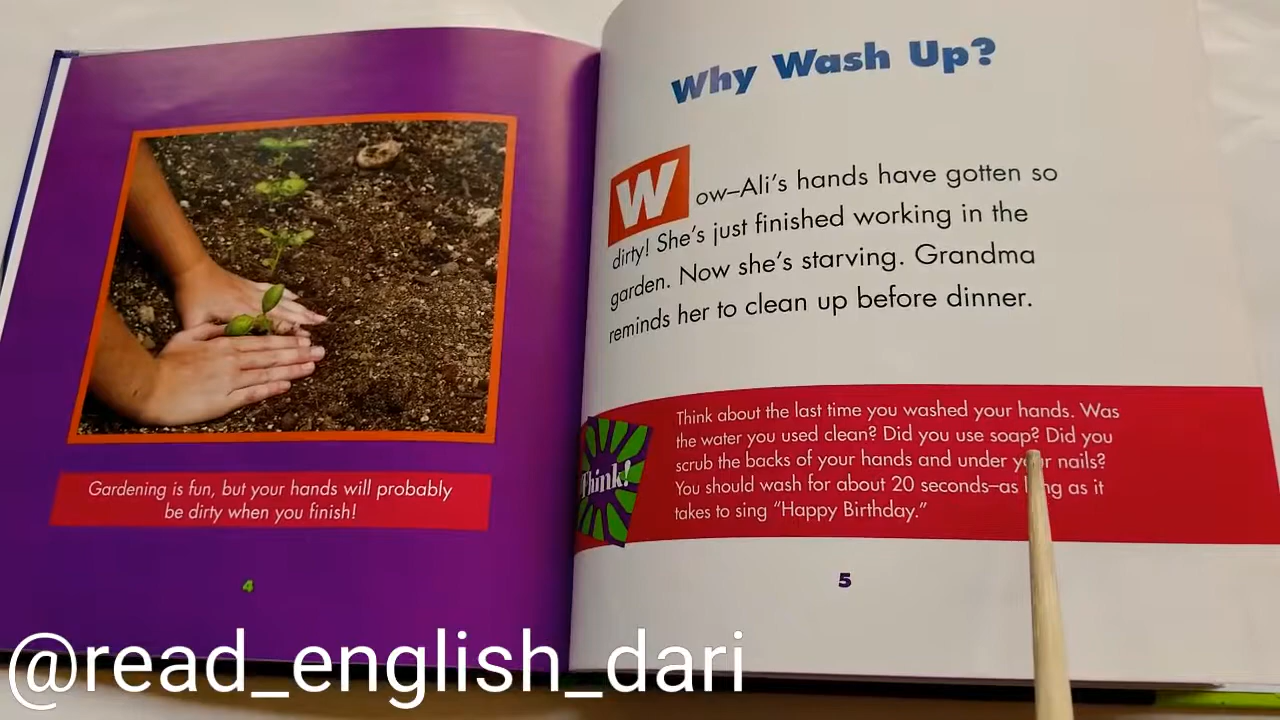 Gardening is fun, but your hands will probably
be dirty when you finish!
4
Why Wash Up?
Wow–Ali's hands have gotten so
dirty! She's just finished working in the
garden. Now she's starving. Grandma
reminds her to clean up before dinner.
Think!
Think about the last time you washed your hands. Was
the water you used clean? Did you use soap? Did you
scrub the backs of your hands and under your nails?
You should wash for about 20 seconds–as long as it
takes to sing “Happy Birthday.”
5
@read_english_dari